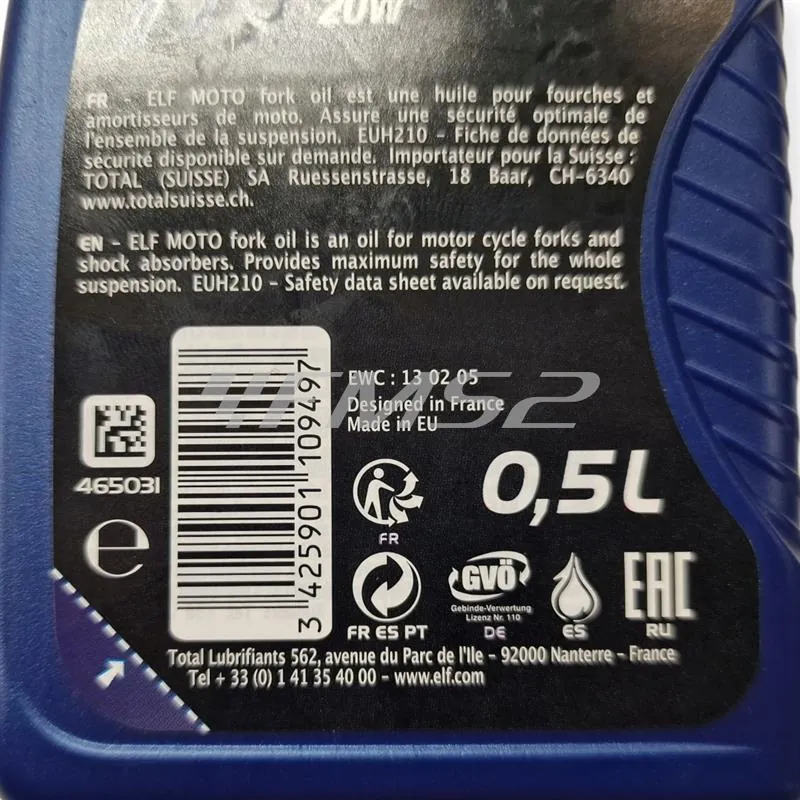 20W
FR - ELF MOTO fork oil est une huile pour fourches et
amortisseurs de moto. Assure une sécurité optimale de
l'ensemble de la suspension. EUH210 - Fiche de données de
sécurité disponible sur demande. Importateur pour la Suisse :
TOTAL (SUISSE) SA Ruessenstrasse, 18 Baar, CH-6340
www.totalsuisse.ch.
EN - ELF MOTO fork oil is an oil for motor cycle forks and
shock absorbers. Provides maximum safety for the whole
suspension. EUH210 - Safety data sheet available on request.
EWC : 13 02 05
Designed in France
Made in EU
YFM52
465031
3 425901 109497
0,5L
e
FR
FR ES PT
GVÖ
Gebinde-Verwertung
Lizenz Nr. 110
DE
ES
EAC
RU
Total Lubrifiants 562, avenue du Parc de l'Ile - 92000 Nanterre - France
Tel + 33 (0) 1 41 35 40 00 - www.elf.com